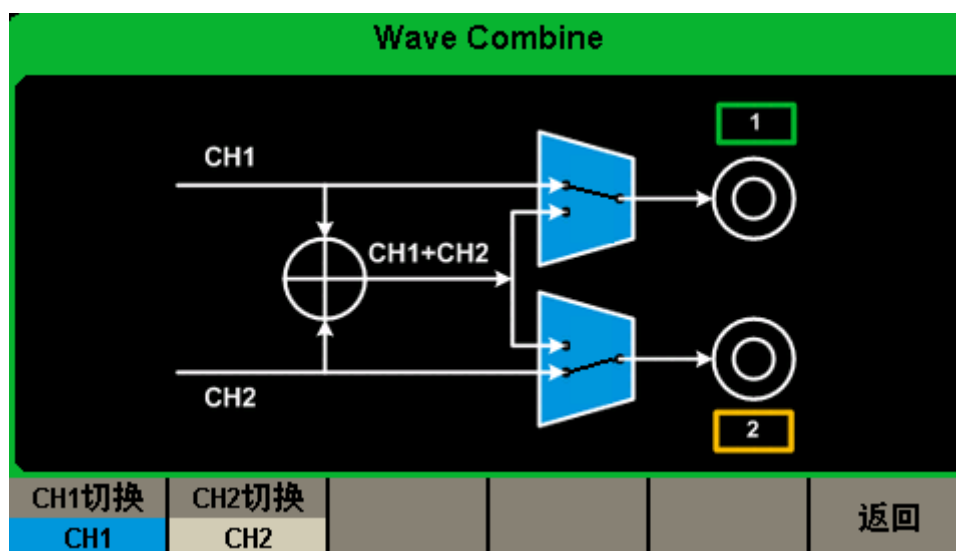 Wave Combine
1
CH1
CH1+CH2
CH2
2
CH1切换 CH2切换 返回
CH1 CH2